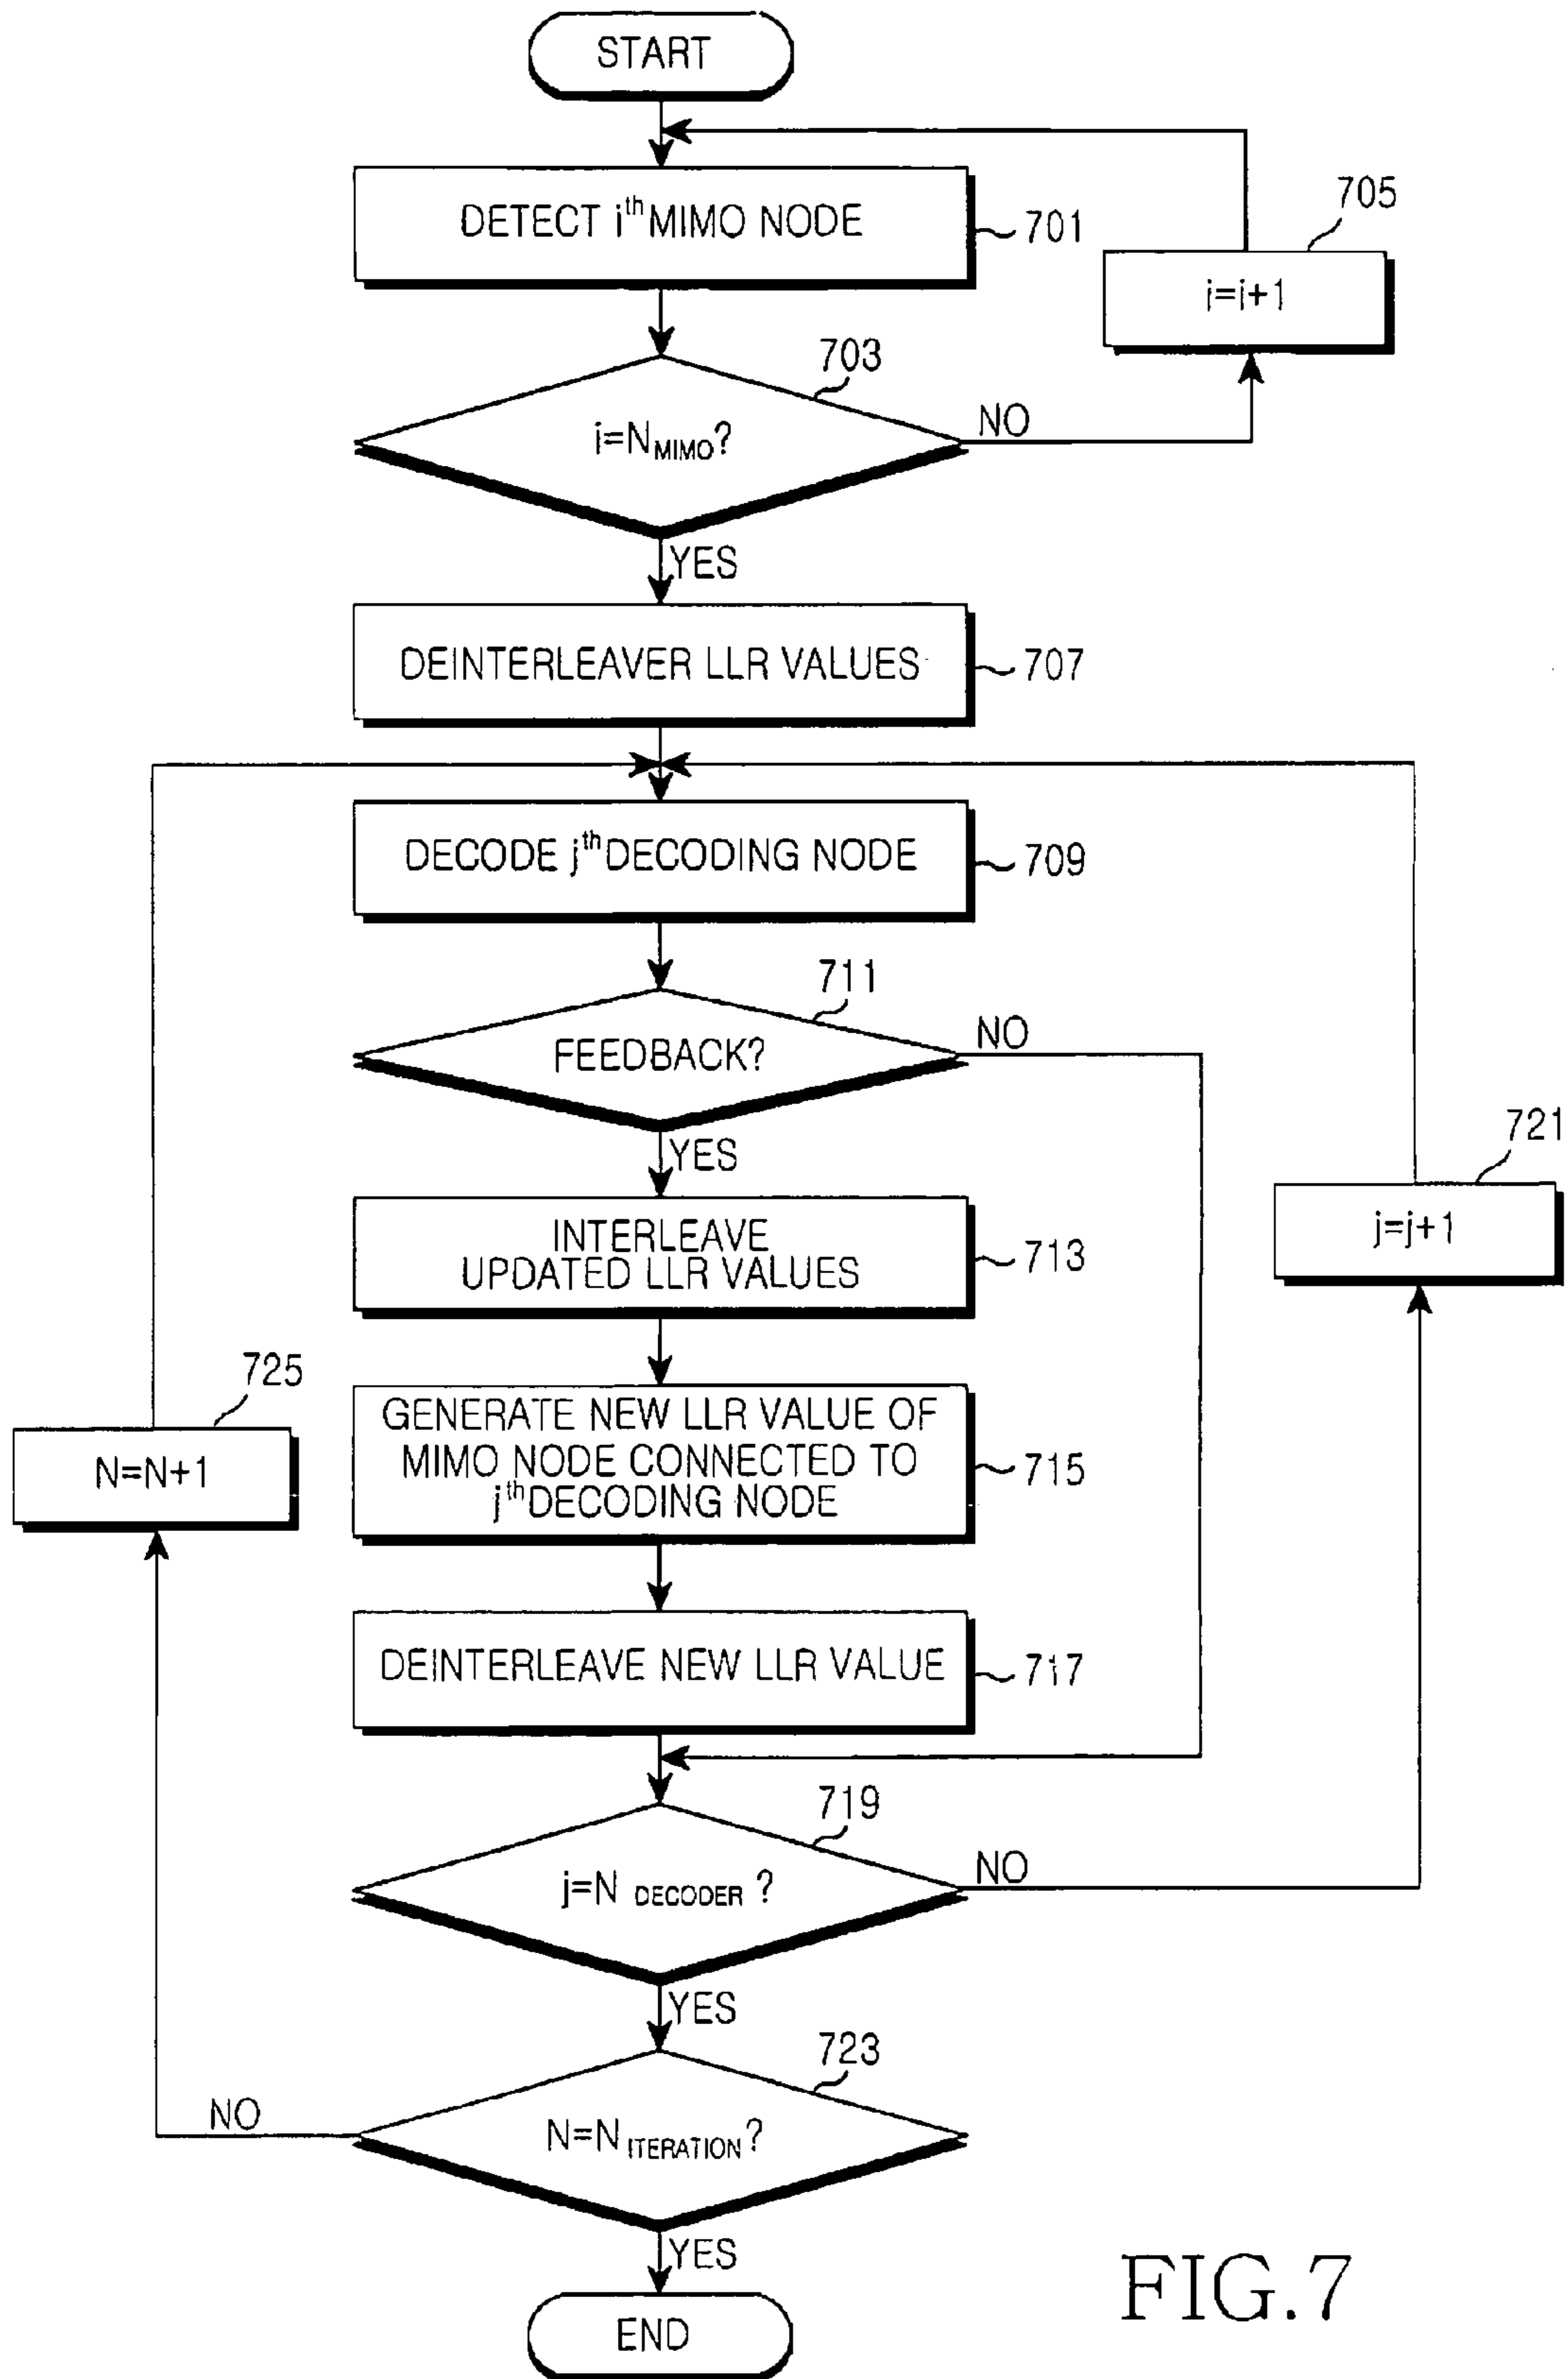 START
DETECT i^th MIMO NODE
701
705
i=i+1
703
i=N_MIMO?
NO
YES
DEINTERLEAVER LLR VALUES
707
DECODE j^th DECODING NODE
709
711
FEEDBACK?
NO
YES
INTERLEAVE
UPDATED LLR VALUES
713
721
j=j+1
725
N=N+1
GENERATE NEW LLR VALUE OF
MIMO NODE CONNECTED TO
j^th DECODING NODE
715
DEINTERLEAVE NEW LLR VALUE
717
719
j=N DECODER ?
NO
YES
723
N=N ITERATION?
NO
YES
END
FIG.7